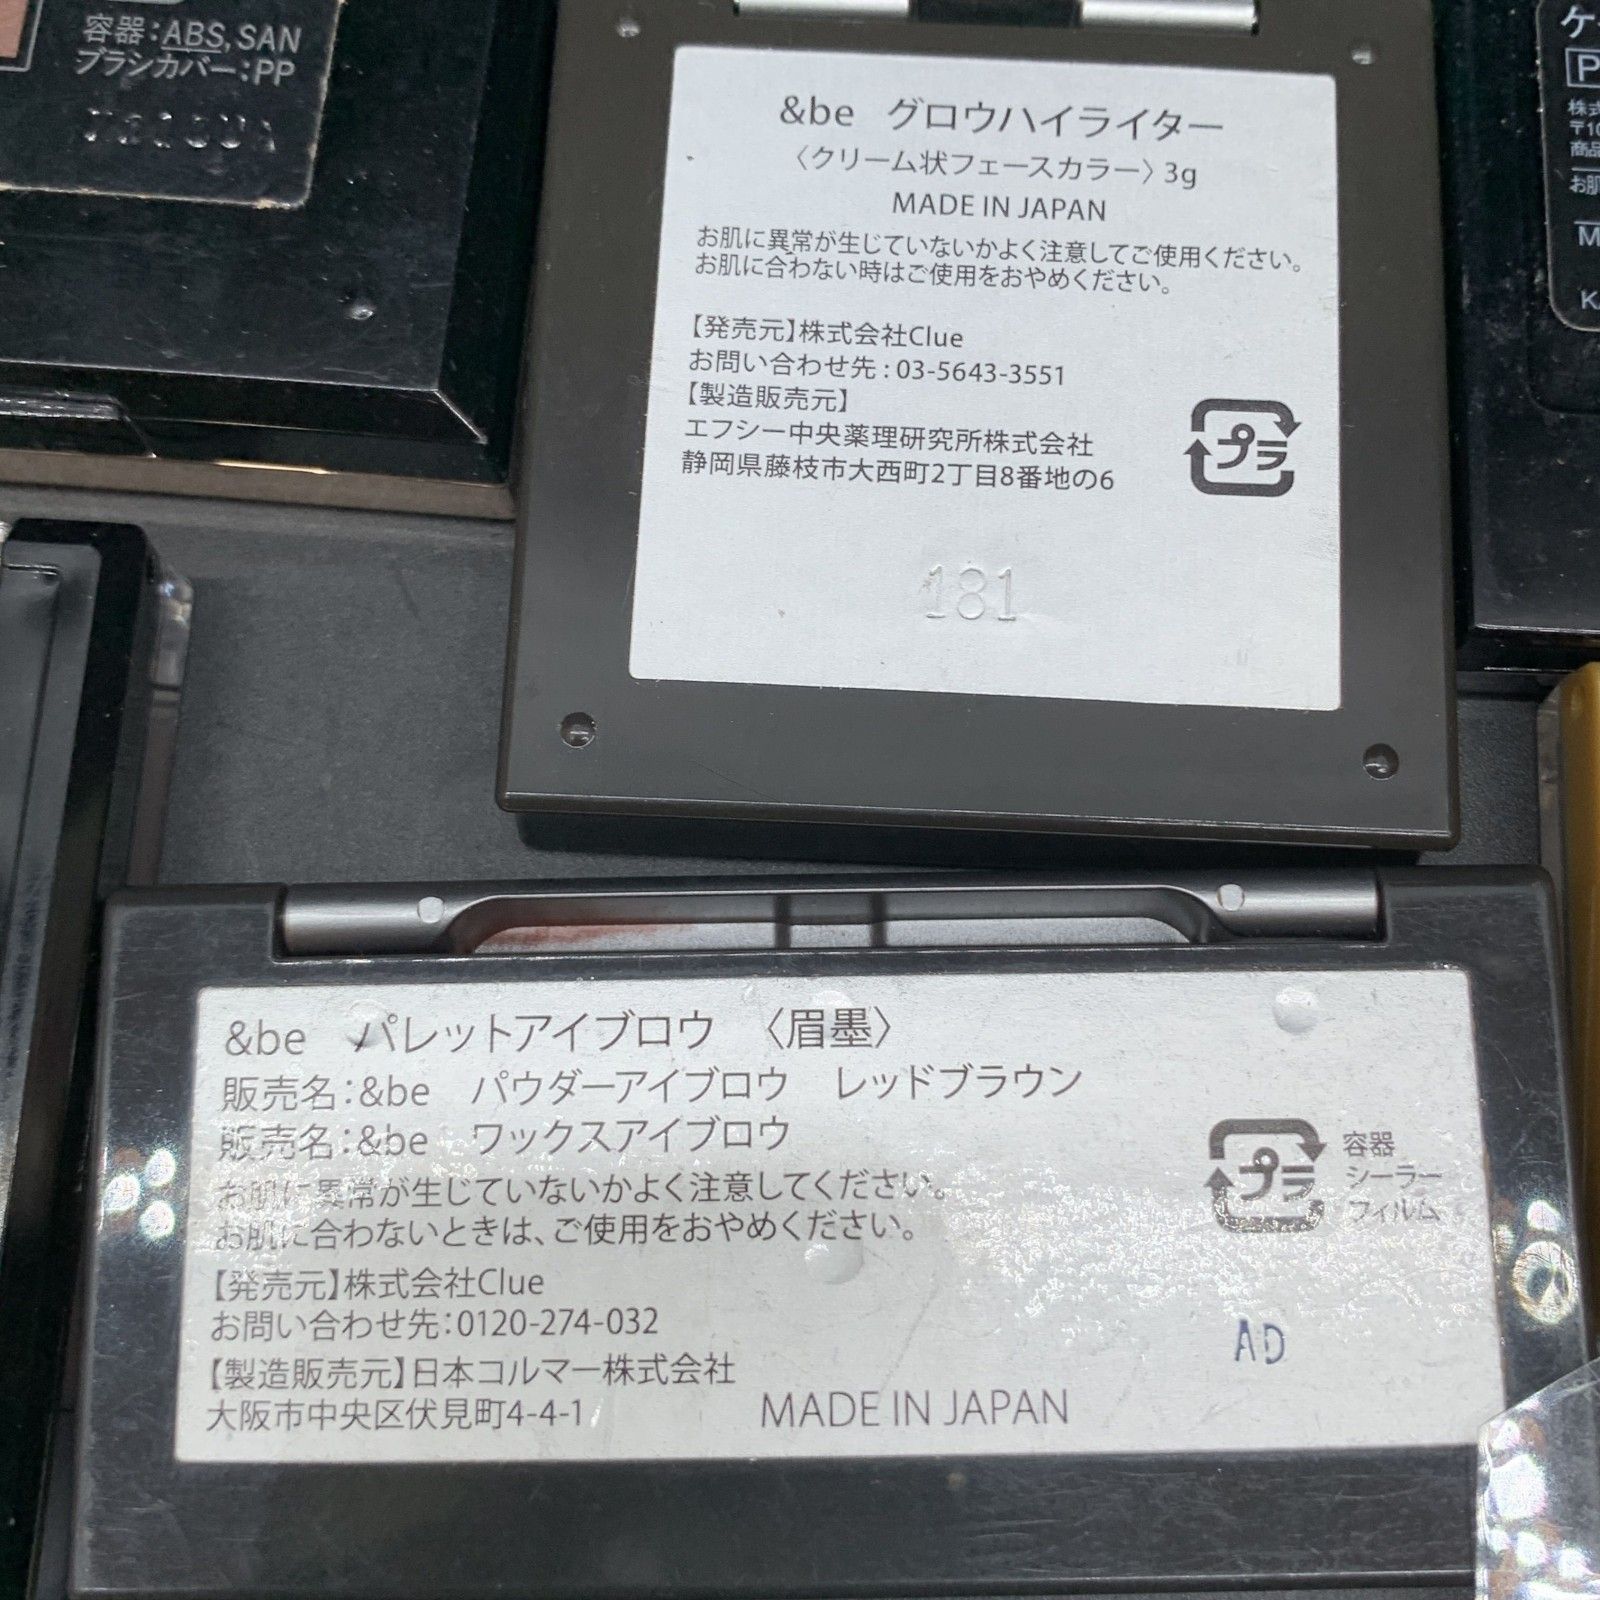 容器:ABS,SAN
ブラシカバー:PP
&be グロウハイライター
〈クリーム状フェースカラー〉3g
MADE IN JAPAN
お肌に異常が生じていないかよく注意してご使用ください。
お肌に合わない時はご使用をおやめください。
【発売元】株式会社Clue
お問い合わせ先:03-5643-3551
【製造販売元】
エフシー中央薬理研究所株式会社
静岡県藤枝市大西町2丁目8番地の6
プラ
181
&be パレットアイブロウ 〈眉墨〉
販売名:&be パウダーアイブロウ レッドブラウン
販売名:&be ワックスアイブロウ
お肌に異常が生じていないかよく注意してください。
お肌に合わないときは、ご使用をおやめください。
【発売元】株式会社Clue
お問い合わせ先:0120-274-032
【製造販売元】日本コルマー株式会社
大阪市中央区伏見町4-4-1
MADE IN JAPAN
プラ
容器
シーラー
フィルム
AD